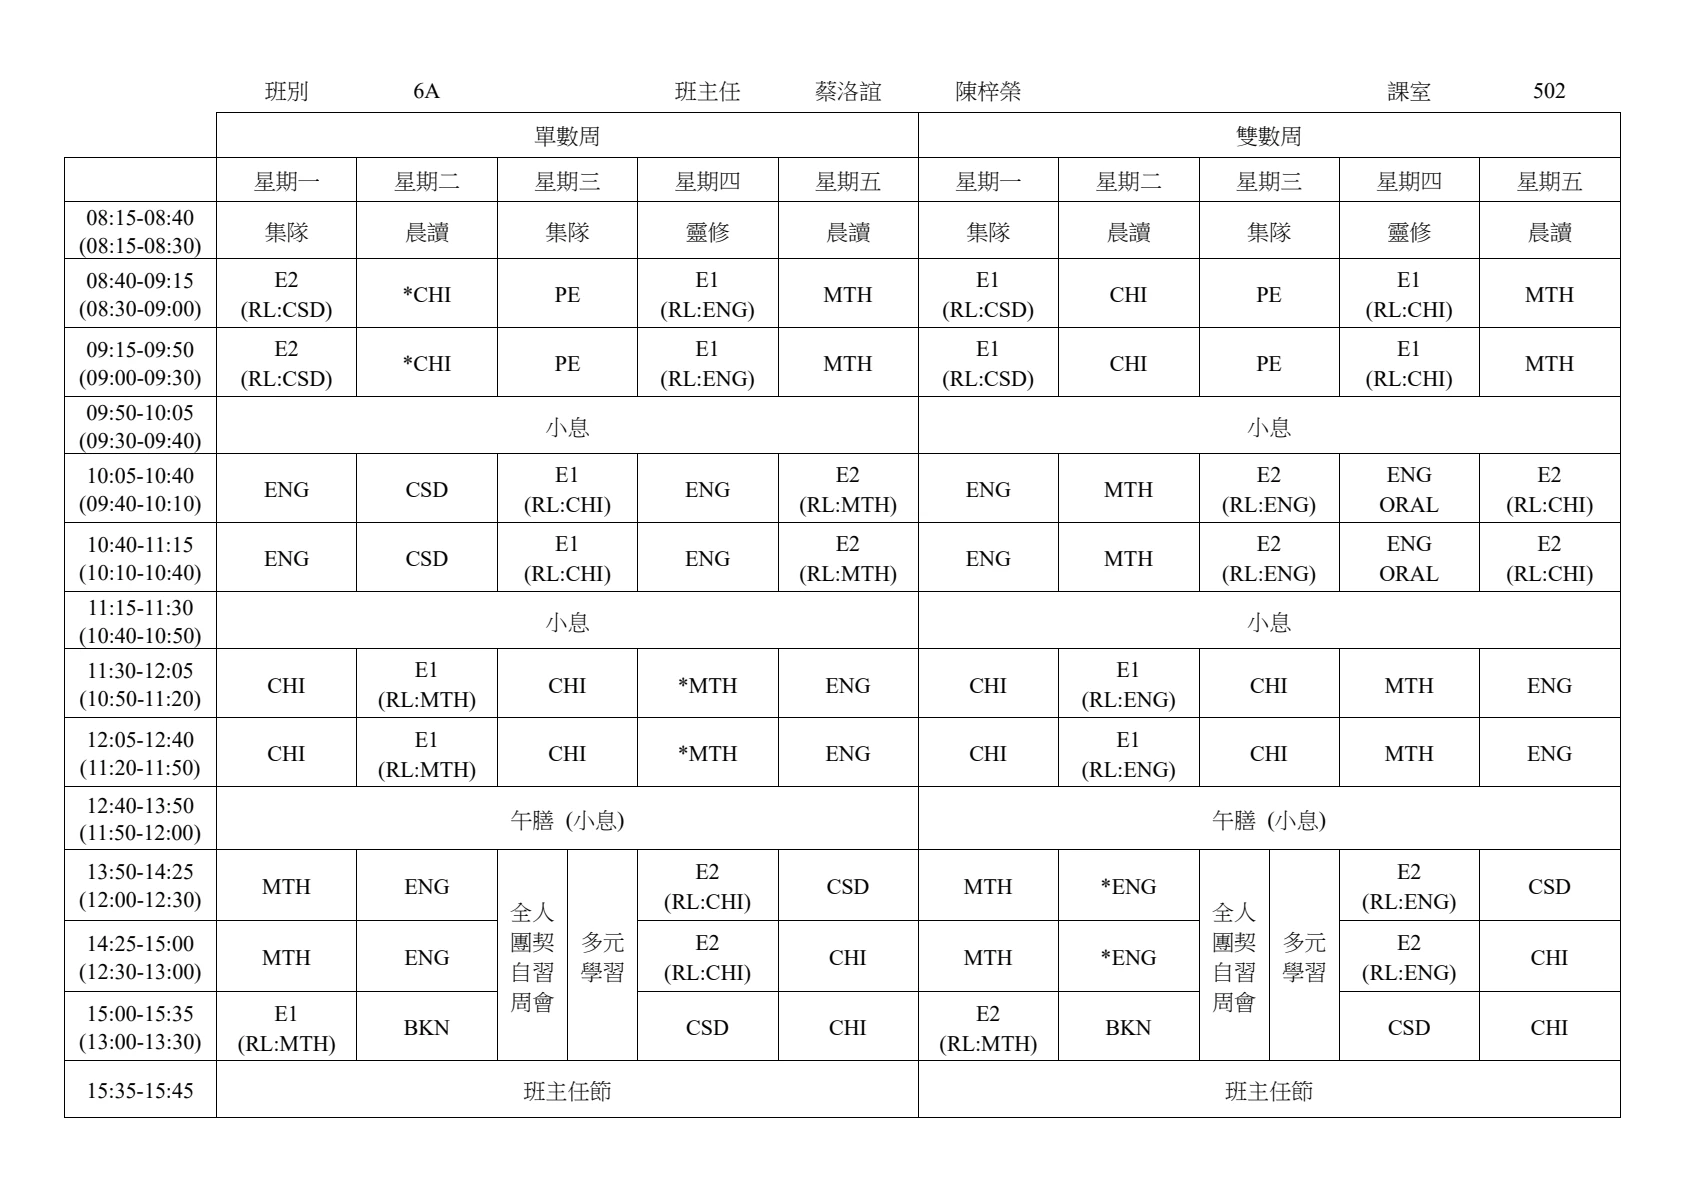 班別 6A 班主任 蔡洛誼 陳梓榮 課室 502
單數周 雙數周
星期一 星期二 星期三 星期四 星期五 星期一 星期二 星期三 星期四 星期五
08:15-08:40
(08:15-08:30)
集隊 晨讀 集隊 靈修 晨讀 集隊 晨讀 集隊 靈修 晨讀
08:40-09:15
(08:30-09:00)
E2
(RL:CSD)
*CHI
PE
E1
(RL:ENG)
MTH
E1
(RL:CSD)
CHI
PE
E1
(RL:CHI)
MTH
09:15-09:50
(09:00-09:30)
E2
(RL:CSD)
*CHI
PE
E1
(RL:ENG)
MTH
E1
(RL:CSD)
CHI
PE
E1
(RL:CHI)
MTH
09:50-10:05
(09:30-09:40)
小息 小息
10:05-10:40
(09:40-10:10)
ENG
CSD
E1
(RL:CHI)
ENG
E2
(RL:MTH)
ENG
MTH
E2
(RL:ENG)
ENG
ORAL
E2
(RL:CHI)
10:40-11:15
(10:10-10:40)
ENG
CSD
E1
(RL:CHI)
ENG
E2
(RL:MTH)
ENG
MTH
E2
(RL:ENG)
ENG
ORAL
E2
(RL:CHI)
11:15-11:30
(10:40-10:50)
小息 小息
11:30-12:05
(10:50-11:20)
CHI
E1
(RL:MTH)
CHI
*MTH
ENG
CHI
E1
(RL:ENG)
CHI
MTH
ENG
12:05-12:40
(11:20-11:50)
CHI
E1
(RL:MTH)
CHI
*MTH
ENG
CHI
E1
(RL:ENG)
CHI
MTH
ENG
12:40-13:50
(11:50-12:00)
午膳 (小息) 午膳 (小息)
13:50-14:25
(12:00-12:30)
MTH
ENG
全人
團契
自習
周會
多元
學習
E2
(RL:CHI)
CSD
MTH
*ENG
全人
團契
自習
周會
多元
學習
E2
(RL:ENG)
CSD
14:25-15:00
(12:30-13:00)
MTH
ENG
E2
(RL:CHI)
CHI
MTH
*ENG
E2
(RL:ENG)
CHI
15:00-15:35
(13:00-13:30)
E1
(RL:MTH)
BKN
CSD
CHI
E2
(RL:MTH)
BKN
CSD
CHI
15:35-15:45
班主任節 班主任節